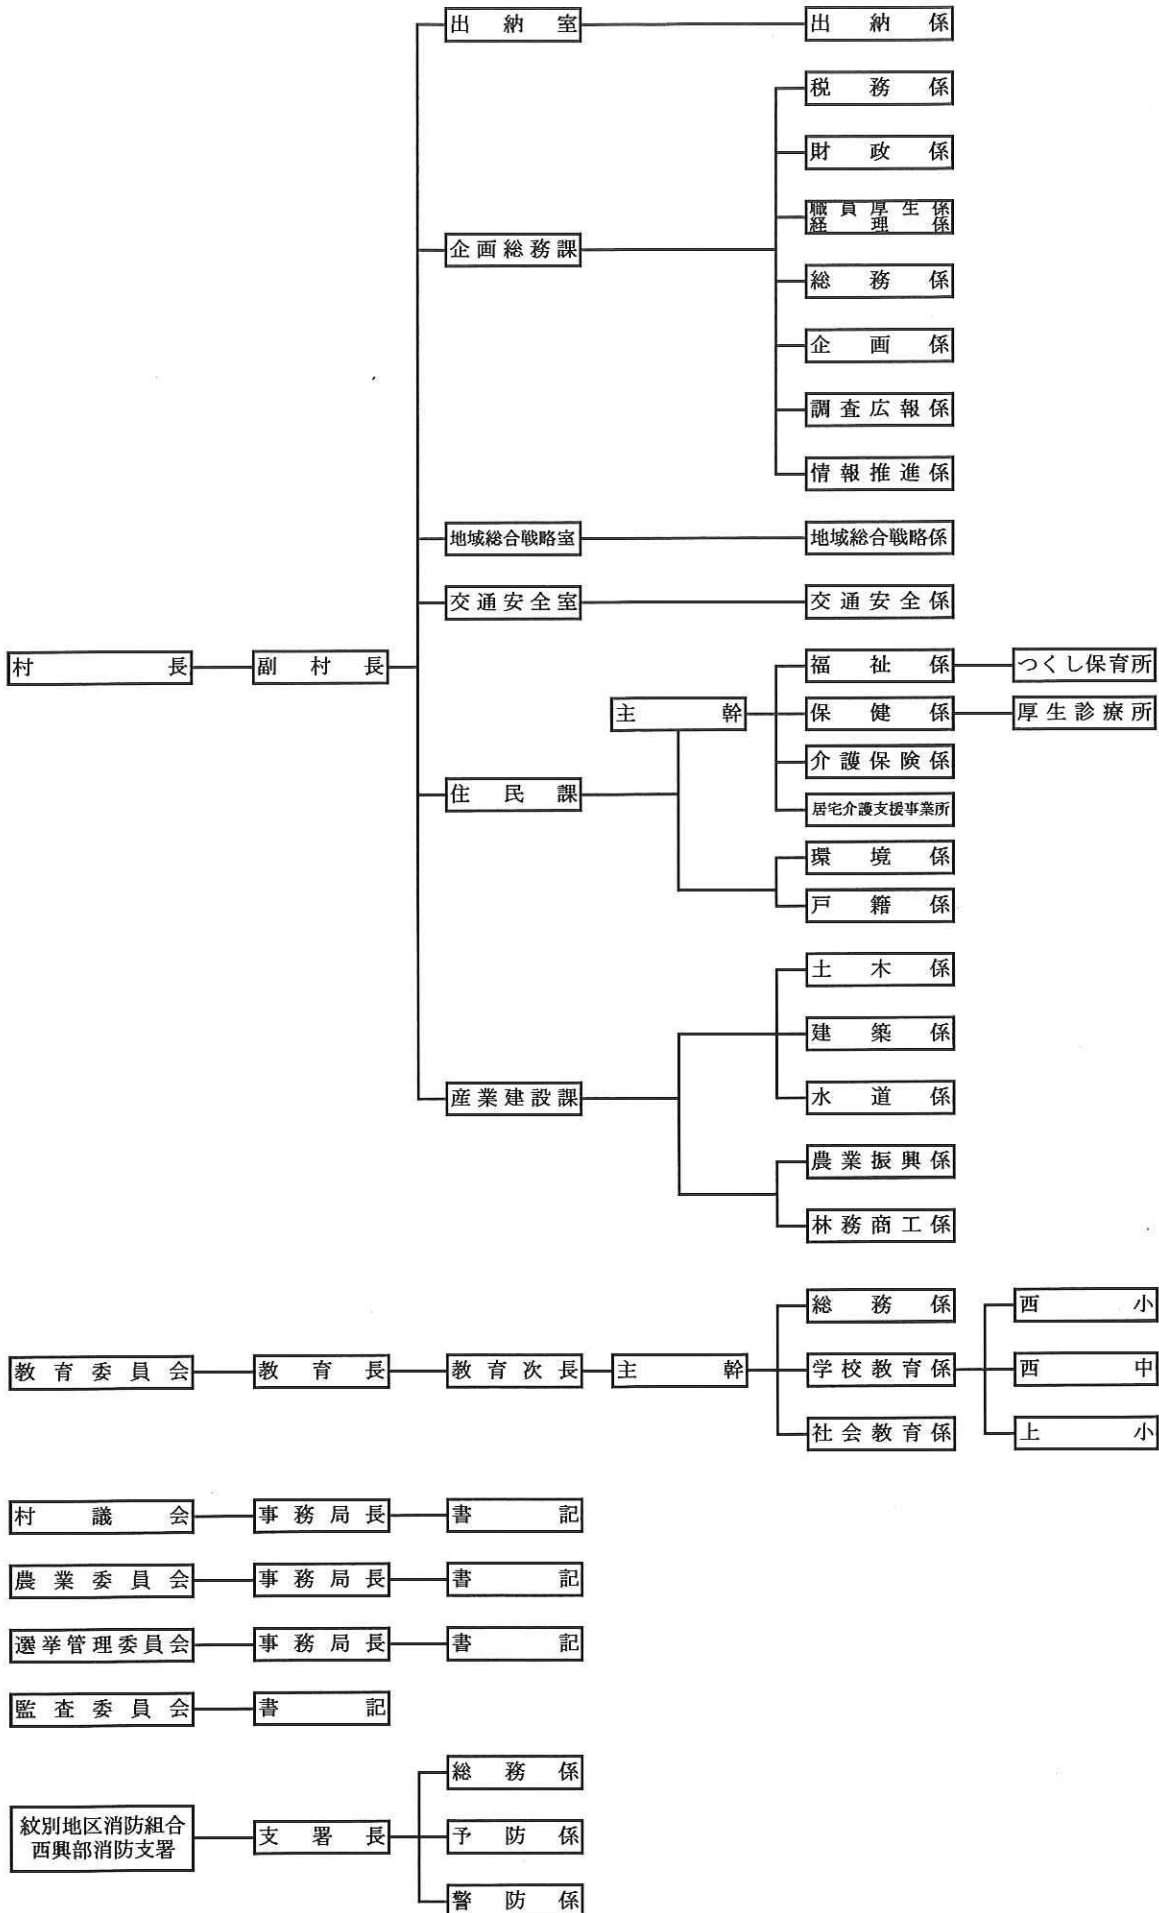 出納室
出納係
税務係
財政係
職員厚生係
経理係
企画総務課
総務係
企画係
調査広報係
情報推進係
地域総合戦略室
地域総合戦略係
交通安全室
交通安全係
村長
副村長
福祉係
つくし保育所
主幹
保健係
厚生診療所
介護保険係
住民課
居宅介護支援事業所
環境係
戸籍係
土木係
建築係
産業建設課
水道係
農業振興係
林務商工係
総務係
西小
教育委員会
教育長
教育次長
主幹
学校教育係
西中
社会教育係
上小
村議会
事務局長
書記
農業委員会
事務局長
書記
選挙管理委員会
事務局長
書記
監査委員会
書記
総務係
紋別地区消防組合
西興部消防支署
支署長
予防係
警防係